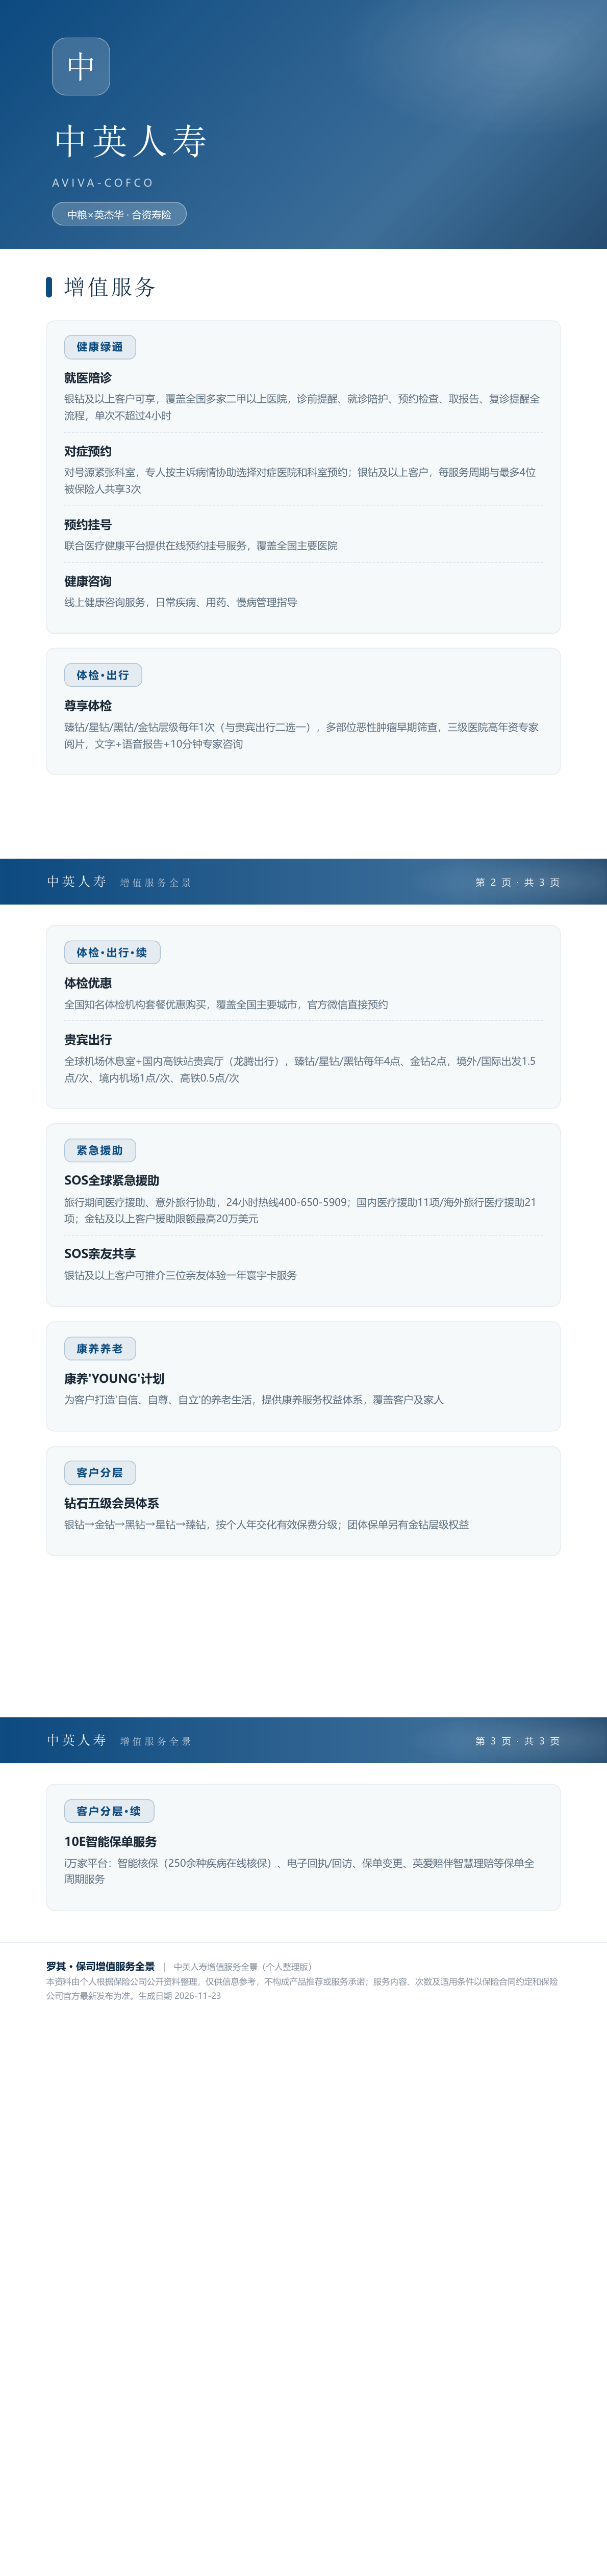 中
中英人寿
AVIVA-COFCO
中粮×英杰华 · 合资寿险
增值服务
健康绿通
就医陪诊
银钻及以上客户可享，覆盖全国多家二甲以上医院，诊前提醒、就诊陪护、预约检查、取报告、复诊提醒全
流程，单次不超过4小时
对症预约
对号源紧张科室，专人按主诉病情协助选择对症医院和科室预约；银钻及以上客户，每服务周期与最多4位
被保险人共享3次
预约挂号
联合医疗健康平台提供在线预约挂号服务，覆盖全国主要医院
健康咨询
线上健康咨询服务，日常疾病、用药、慢病管理指导
体检•出行
尊享体检
臻钻/星钻/黑钻/金钻层级每年1次（与贵宾出行二选一），多部位恶性肿瘤早期筛查，三级医院高年资专家
阅片，文字+语音报告+10分钟专家咨询
中英人寿 增值服务全景 第 2 页 · 共 3 页
体检•出行•续
体检优惠
全国知名体检机构套餐优惠购买，覆盖全国主要城市，官方微信直接预约
贵宾出行
全球机场休息室+国内高铁站贵宾厅（龙腾出行），臻钻/星钻/黑钻每年4点、金钻2点，境外/国际出发1.5
点/次、境内机场1点/次、高铁0.5点/次
紧急援助
SOS全球紧急援助
旅行期间医疗援助、意外旅行协助，24小时热线400-650-5909；国内医疗援助11项/海外旅行医疗援助21
项；金钻及以上客户援助限额最高20万美元
SOS亲友共享
银钻及以上客户可推介三位亲友体验一年寰宇卡服务
康养养老
康养'YOUNG'计划
为客户打造'自信、自尊、自立'的养老生活，提供康养服务权益体系，覆盖客户及家人
客户分层
钻石五级会员体系
银钻→金钻→黑钻→星钻→臻钻，按个人年交化有效保费分级；团体保单另有金钻层级权益
中英人寿 增值服务全景 第 3 页 · 共 3 页
客户分层•续
10E智能保单服务
i万家平台：智能核保（250余种疾病在线核保）、电子回执/回访、保单变更、英爱赔伴智慧理赔等保单全
周期服务
罗其·保司增值服务全景 | 中英人寿增值服务全景（个人整理版）
本资料由个人根据保险公司公开资料整理，仅供信息参考，不构成产品推荐或服务承诺；服务内容、次数及适用条件以保险合同约定和保险
公司官方最新发布为准。生成日期 2026-11-23